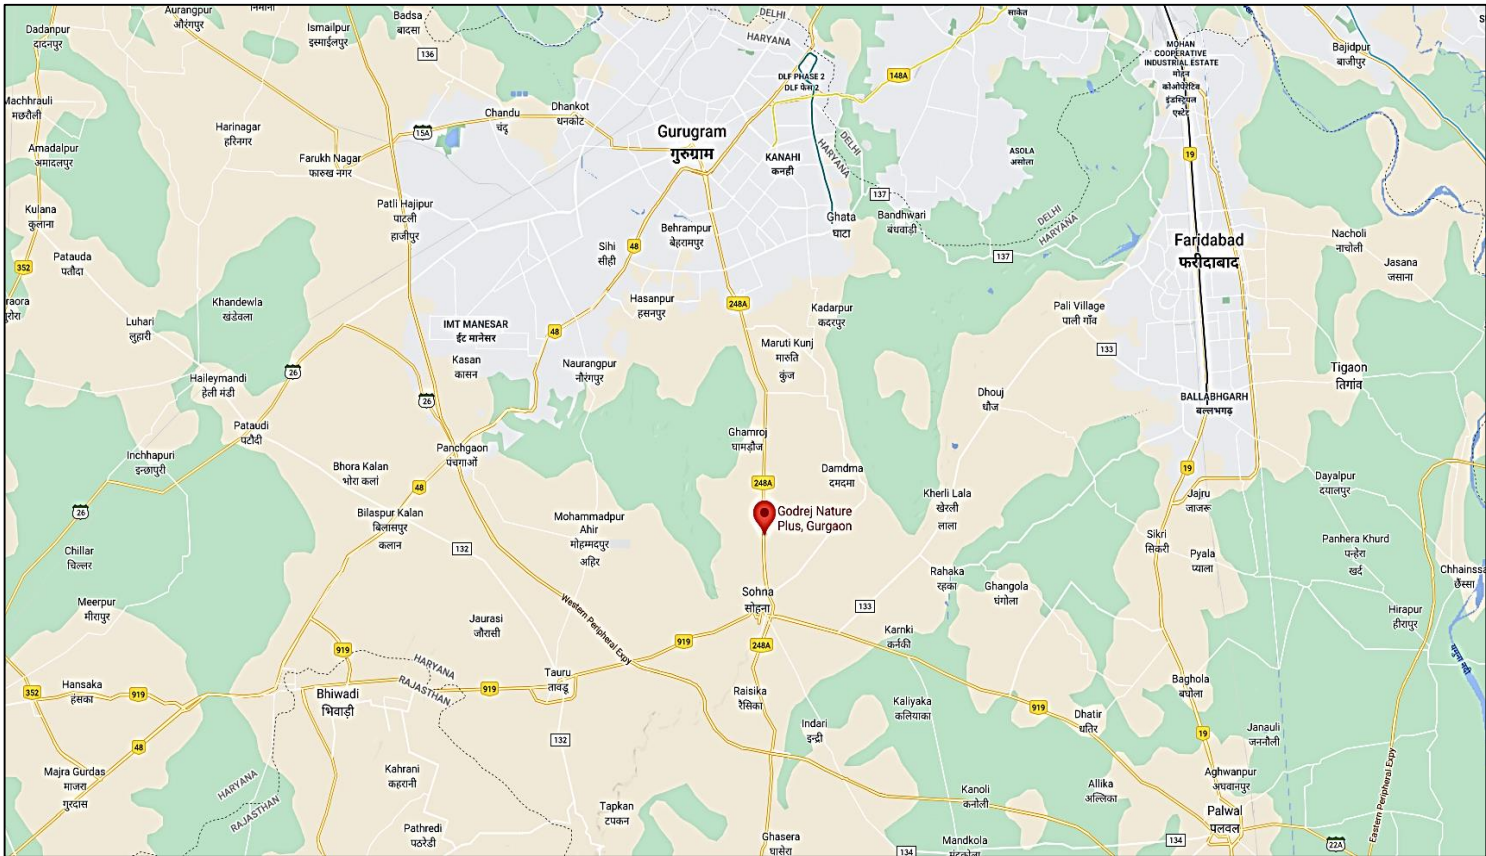 Dadanpur
दादनपुर
Aurangpur
औरंगपुर
Ismailpur
इस्माईलपुर
Badsa
बादसा
136
DELHI
HARYANA
साकेत
MOHAN
COOPERATIVE
INDUSTRIAL ESTATE
मोहन
कोओपरेटिव
इंडस्ट्रियल
एस्टेट
Bajidpur
बाजीपुर
DLF PHASE 2
DLF फेस 2
148A
Machhrauli
मछरौली
Harinagar
हरिनगर
15A
Chandu
चंदू
Dhankot
धनकोट
Gurugram
गुरुग्राम
KANAHI
कनही
DELHI
HARYANA
ASOLA
असोला
19
Amadalpur
अमादलपुर
Farukh Nagar
फारुख नगर
Kulana
कुलाना
Patli Hajipur
पाटली
हाजीपुर
137
Ghata
घाटा
Bandhwari
बंधवाड़ी
DELHI
HARYANA
Behrampur
बेहरामपुर
Sihi
सीही
48
137
Faridabad
फरीदाबाद
Nacholi
नाचोली
Jasana
जसाना
352
Patauda
पतौदा
Khandewla
खंडेवला
Luhari
लुहारी
Hasanpur
हसनपुर
248A
Kadarpur
कदरपुर
Pali Village
पाली गाँव
IMT MANESAR
ईट मानेसर
48
Kasan
कासन
Naurangpur
नौरंगपुर
Maruti Kunj
मारुति
कुंज
133
Tigaon
तिगांव
26
Haileymandi
हेली मंडी
26
Dhouj
धौज
BALLABHGARH
बल्लभगढ़
Pataudi
पटौदी
Panchgaon
पंचगाओं
Ghamroj
घामड़ौज
Inchhapuri
इन्छापुरी
Bhora Kalan
भोरा कलां
48
248A
Damdma
दमदमा
19
Dayalpur
दयालपुर
26
Bilaspur Kalan
बिलासपुर
कलान
Mohammadpur
Ahir
मोहम्मदपुर
अहिर
Godrej Nature
Plus, Gurgaon
Kherli Lala
खेरली
लाला
Jajru
जाजरू
Chillar
चिल्लर
132
Sikri
सिकरी
Pyala
प्याला
Panhera Khurd
पन्हेरा
खर्द
Rahaka
रहका
Ghangola
घंगोला
Chhainssa
छैंस्सा
Meerpur
मीरापुर
Western Peripheral Expy
Sohna
सोहना
133
Hirapur
हीरापुर
Jaurasi
जौरासी
919
919
248A
Karnki
कर्नकी
HARYANA
RAJASTHAN
यमुना नदी
352
Hansaka
हंसका
919
Bhiwadi
भिवाड़ी
919
Tauru
तावडू
Raisika
रैसिका
Kaliyaka
कलियाका
919
Baghola
बघोला
Indari
इन्द्री
Dhatir
धतिर
Janauli
जननौली
48
132
19
Majra Gurdas
माजरा
गुरदास
HARYANA
RAJASTHAN
Kahrani
कहरानी
Aghwanpur
अघवानपुर
Eastern Peripheral Expy
Allika
अल्लिका
Kanoli
कनोली
Tapkan
टपकन
Palwal
पलवल
Pathredi
पठरेडी
Ghasera
घासेरा
Mandkola
134
134
22A